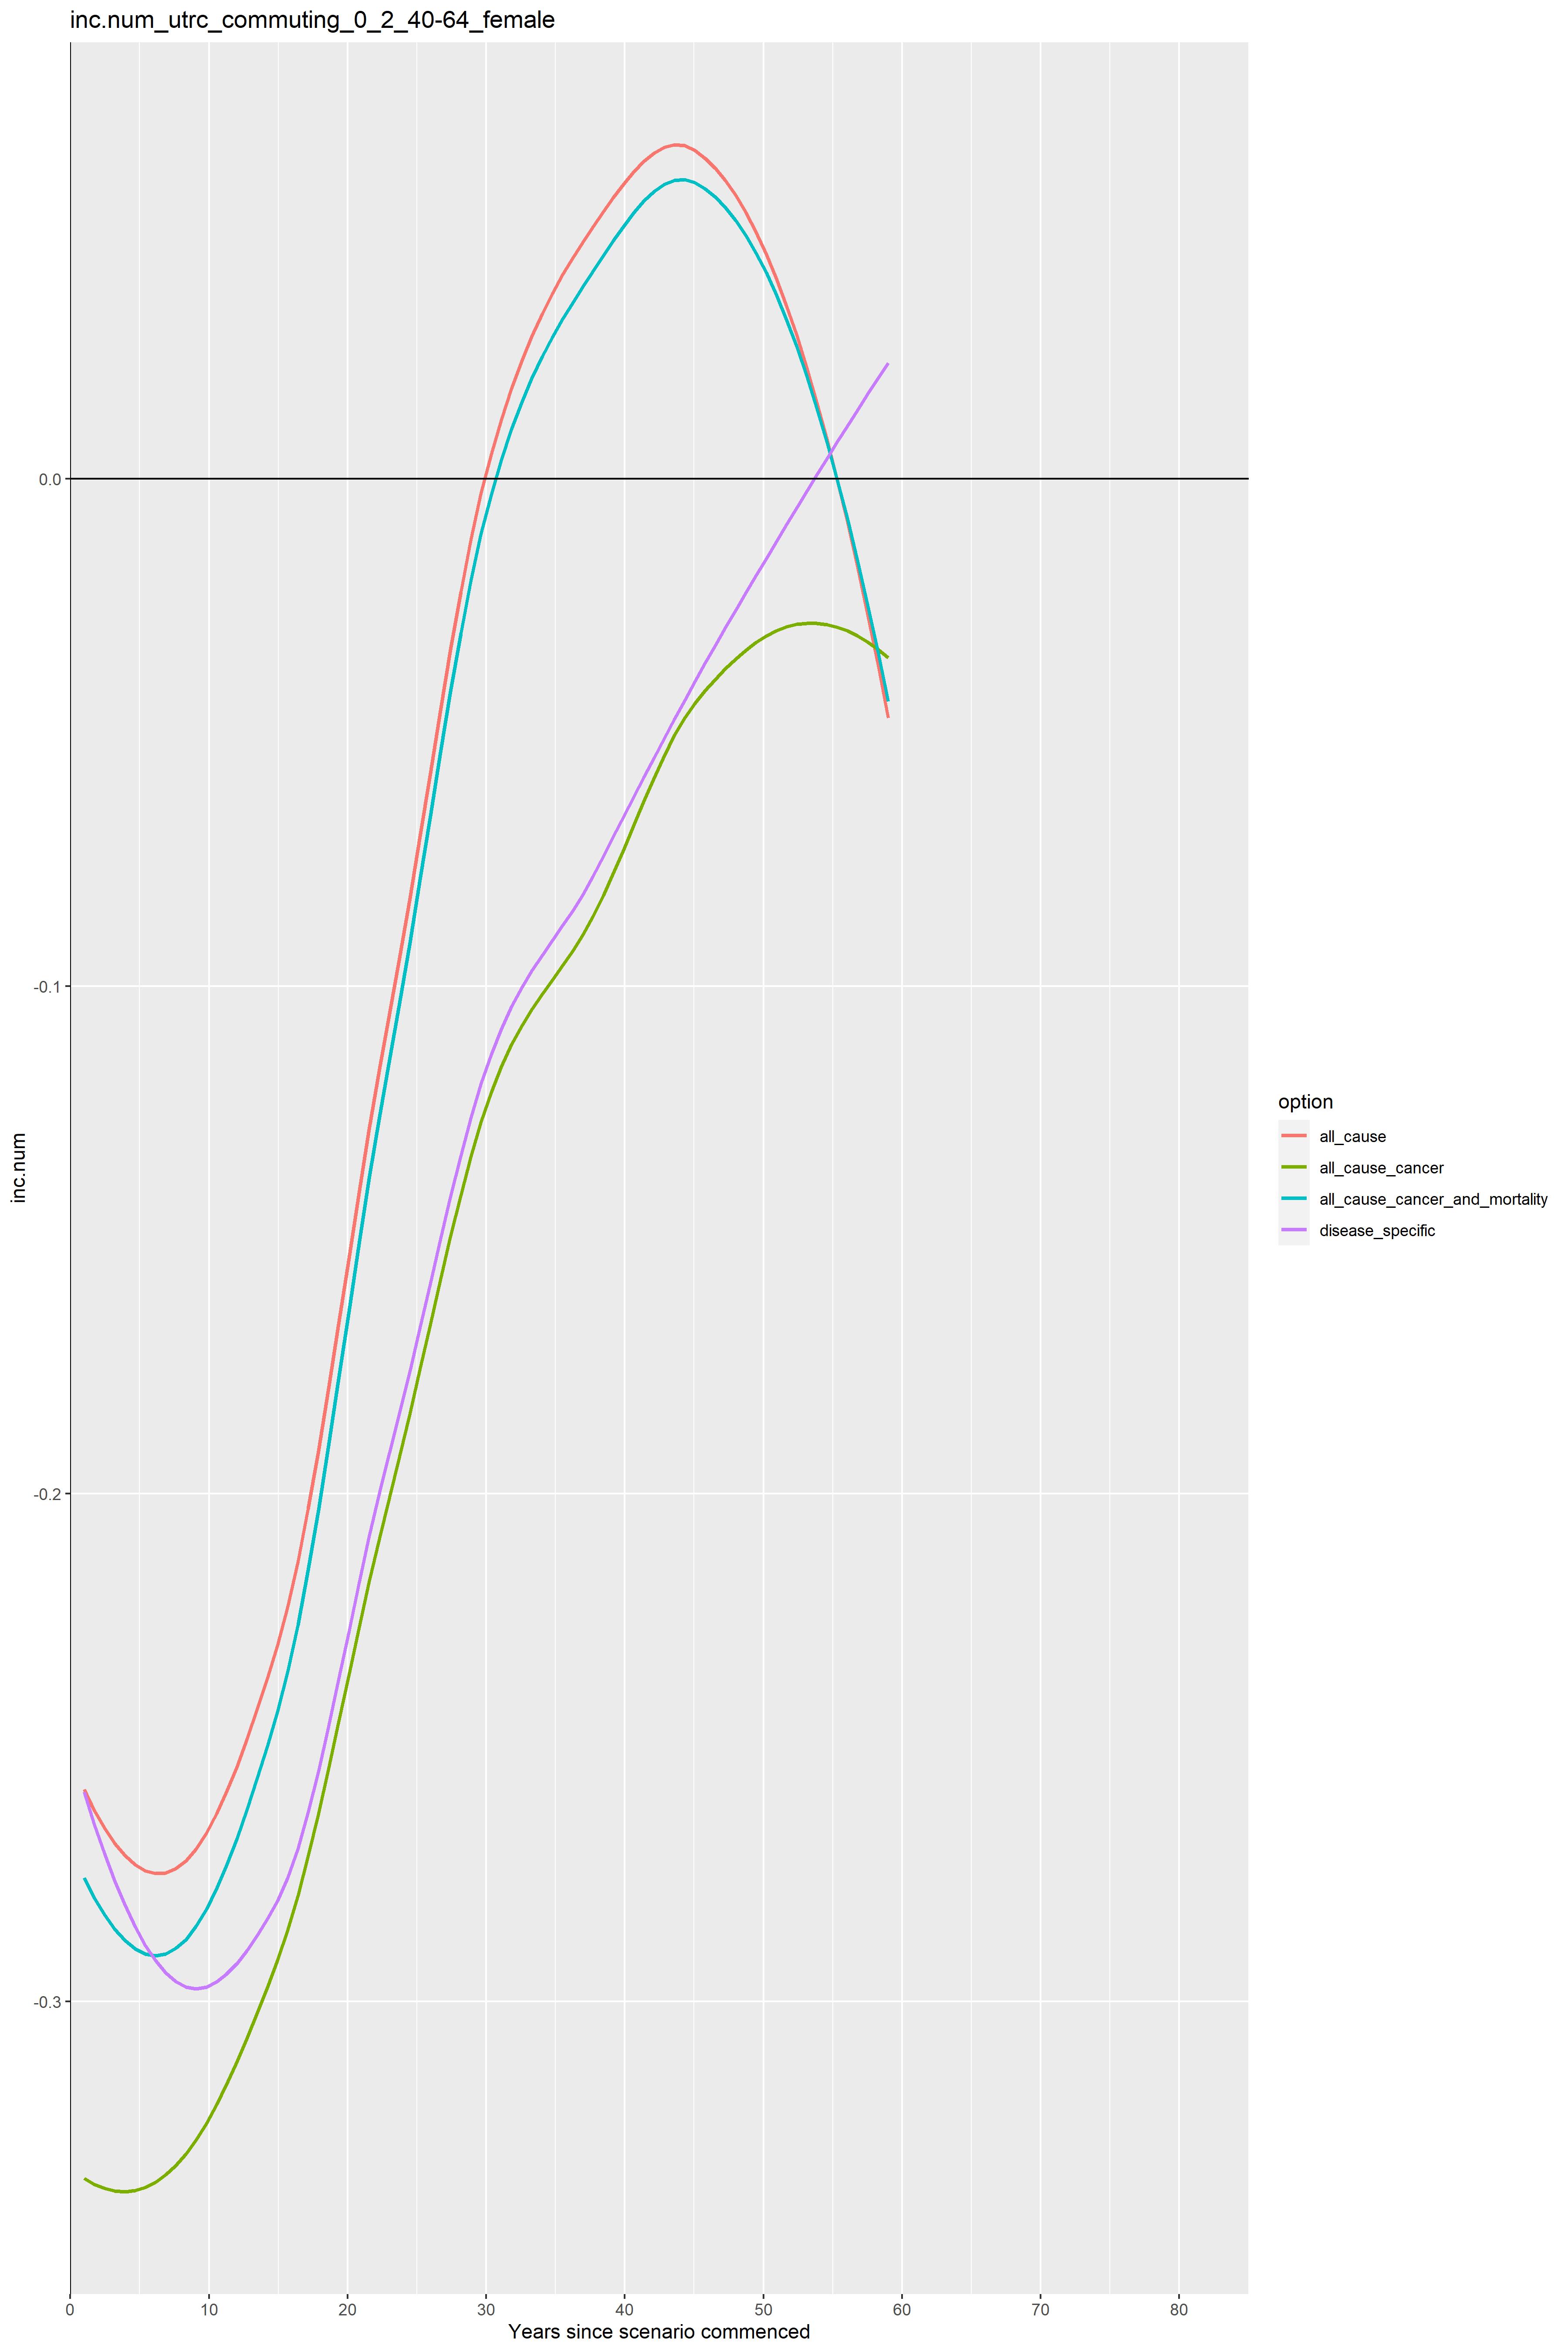 inc.num_utrc_commuting_0_2_40-64_female
inc.num
0.0
-0.1
-0.2
-0.3
0 10 20 30 40 50 60 70 80
Years since scenario commenced
option
all_cause
all_cause_cancer
all_cause_cancer_and_mortality
disease_specific